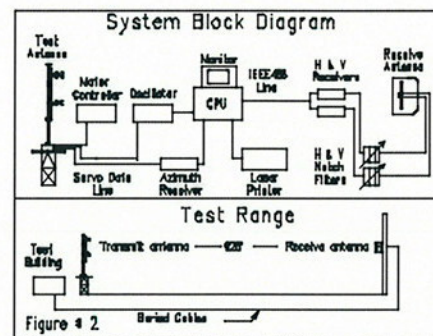 System Block Diagram
Test
Antenna
Motor
Controller
Oscillator
Monitor
CPU
IEEE488
Line
H & V
Receivers
Receive
Antenna
Servo Data
Line
Azimuth
Receiver
Laser
Printer
H & V
Notch
Filters
Test Range
Test
Building
Transmit antenna
Receive antenna
Buried Cables
Figure # 2